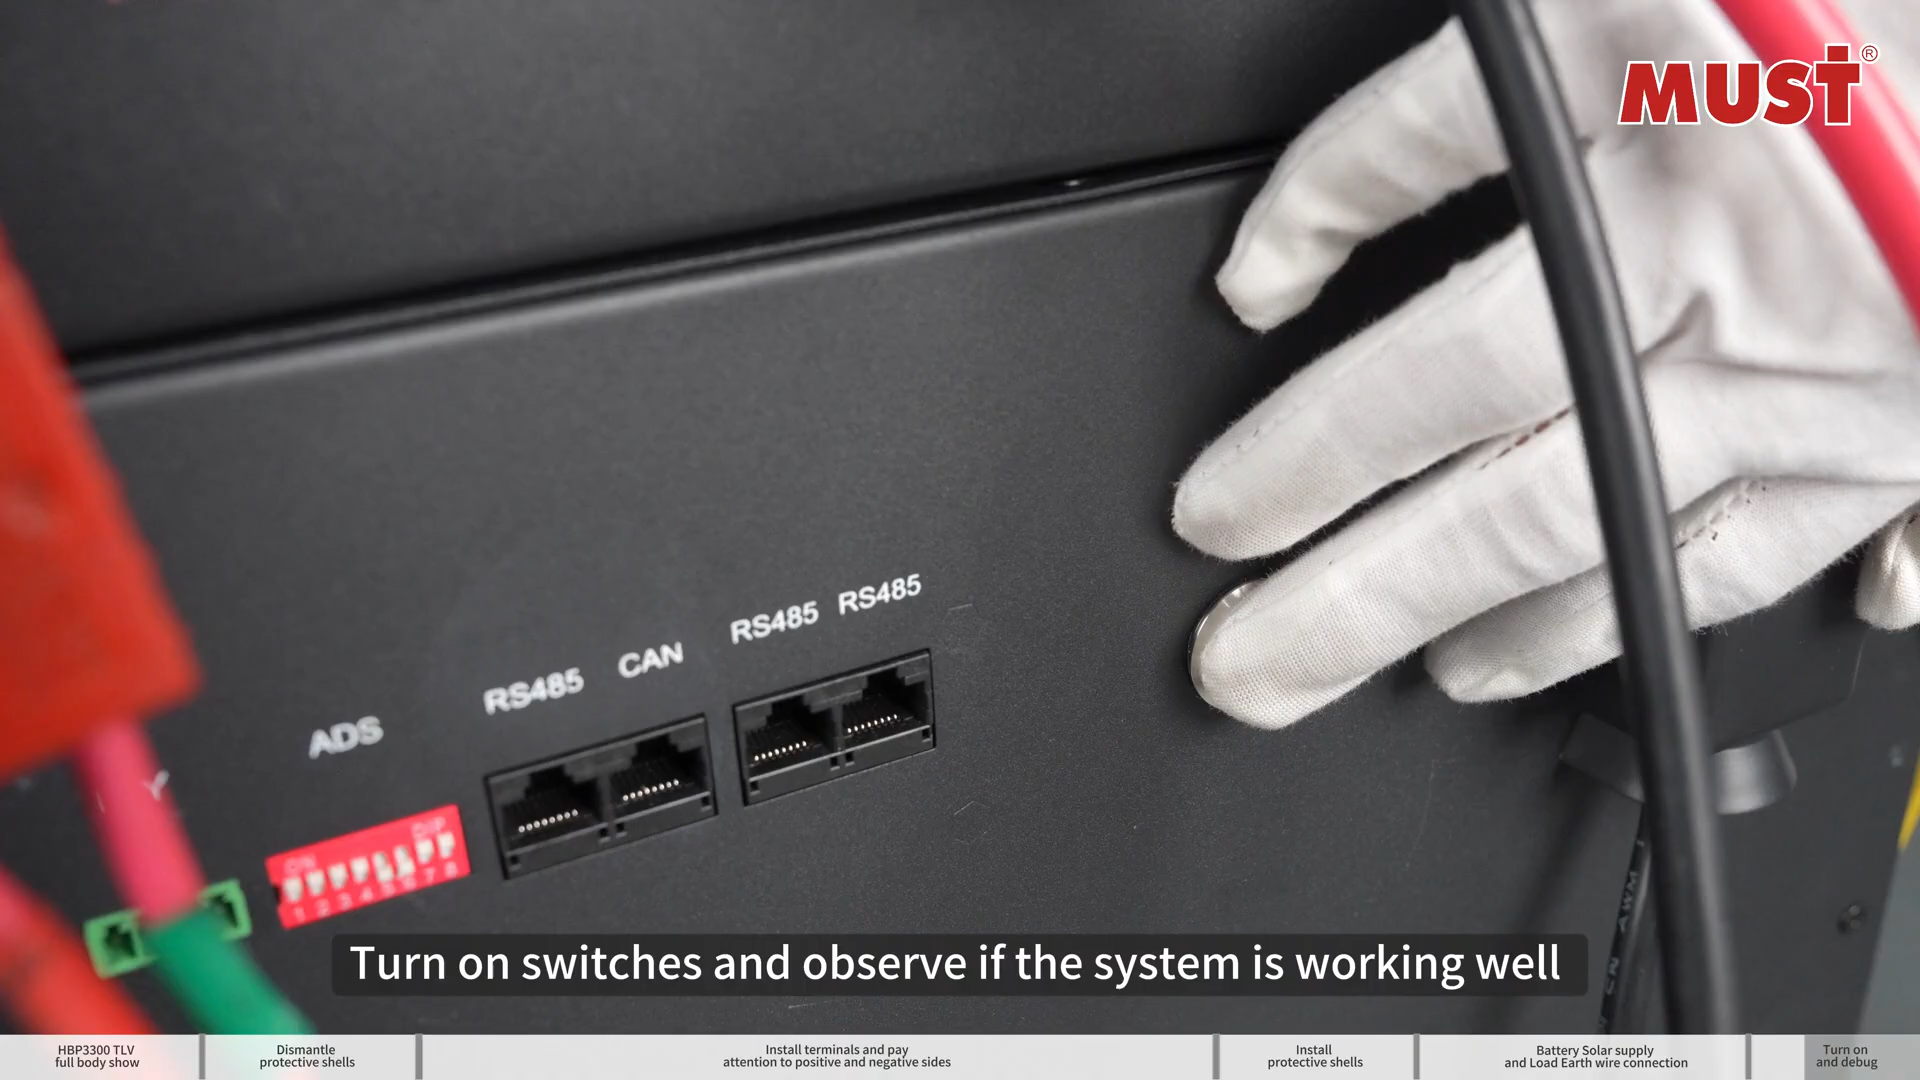 MUST®
RS485 RS485
RS485 CAN
ADS
ON DIP
1 2 3 4 5 6 7 8
AWM
Turn on switches and observe if the system is working well
HBP3300 TLV
full body show
Dismantle
protective shells
Install terminals and pay
attention to positive and negative sides
Install
protective shells
Battery Solar supply
and Load Earth wire connection
Turn on
and debug